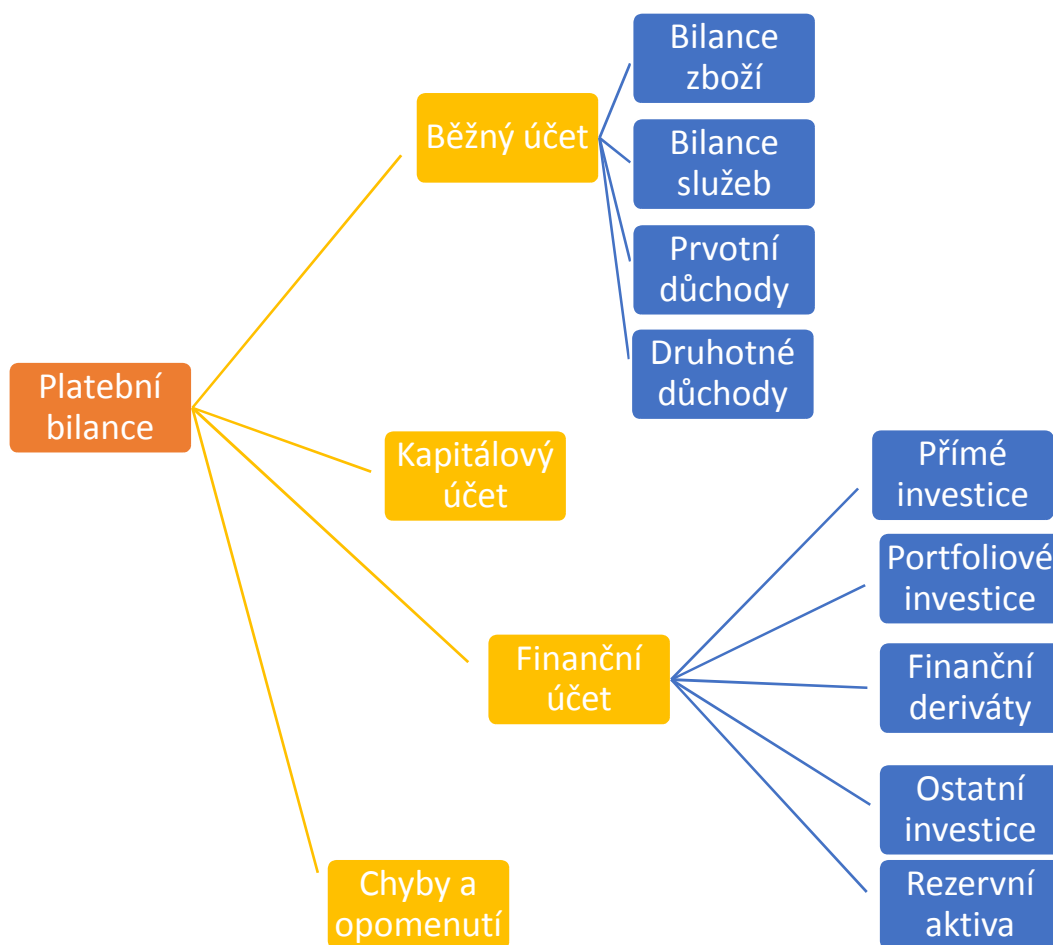 Bilance
zboží
Běžný účet
Bilance
služeb
Prvotní
důchody
Druhotné
důchody
Platební
bilance
Kapitálový
účet
Přímé
investice
Portfoliové
investice
Finanční
účet
Finanční
deriváty
Ostatní
investice
Chyby a
opomenutí
Rezervní
aktiva